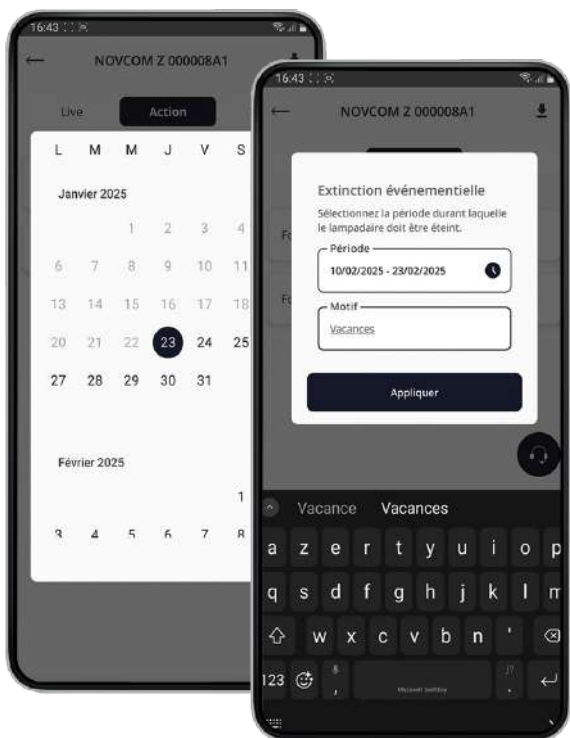 16:43
NOVCOM Z 000008A1
Live Action
L M M J V S
Janvier 2025
1 2 3 4
6 7 8 9 10 11
13 14 15 16 17 18
20 21 22 23 24 25
27 28 29 30 31
Février 2025
1
3 4 5 6 7 8
16:43
NOVCOM Z 000008A1
Extinction événementielle
Sélectionnez la période durant laquelle
le lampadaire doit être éteint.
Période
10/02/2025 - 23/02/2025
Motif
Vacances
Appliquer
Vacance Vacances
a z e r t y u i o p
q s d f g h j k l m
w x c v b n '
123 , .